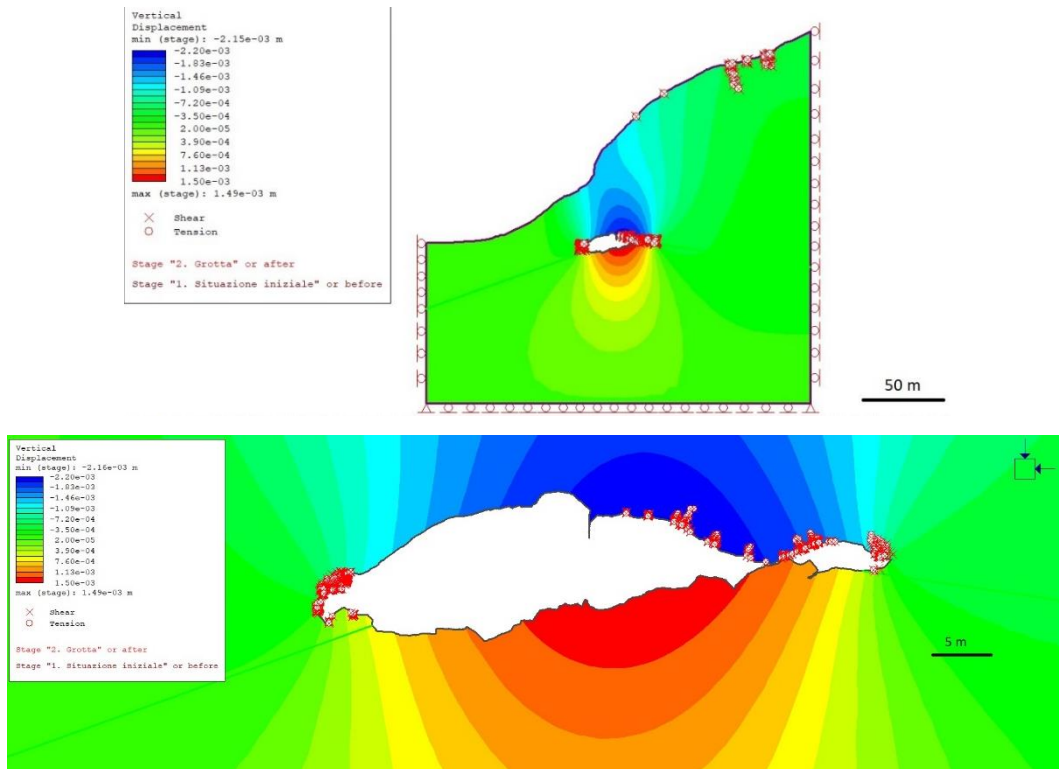 Vertical
Displacement
min (stage): -2.15e-03 m
-2.20e-03
-1.83e-03
-1.46e-03
-1.09e-03
-7.20e-04
-3.50e-04
2.00e-05
3.90e-04
7.60e-04
1.13e-03
1.50e-03
max (stage): 1.49e-03 m
Shear
Tension
Stage "2. Grotta" or after
Stage "1. Situazione iniziale" or before
50 m
Vertical
Displacement
min (stage): -2.16e-03 m
-2.20e-03
-1.83e-03
-1.46e-03
-1.09e-03
-7.20e-04
-3.50e-04
2.00e-05
3.90e-04
7.60e-04
1.13e-03
1.50e-03
max (stage): 1.49e-03 m
Shear
Tension
Stage "2. Grotta" or after
Stage "1. Situazione iniziale" or before
5 m